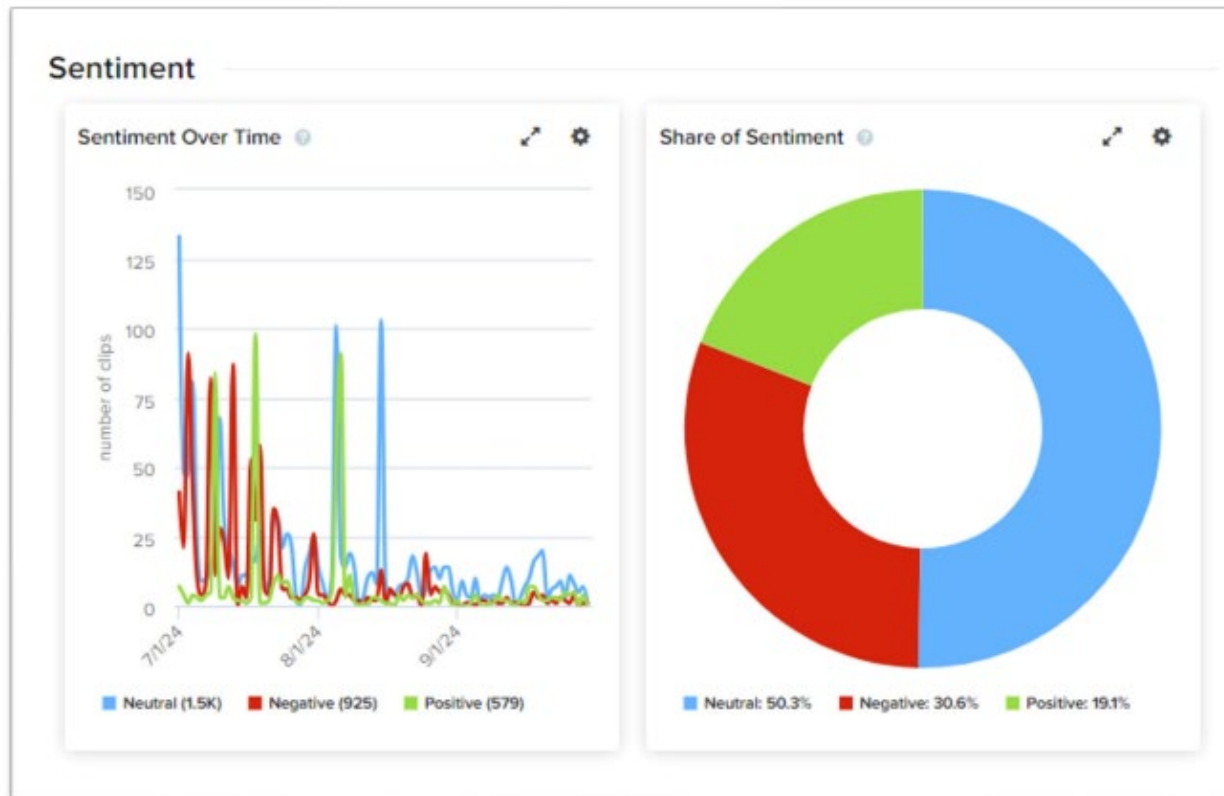 Sentiment
Sentiment Over Time
150
125
100
75
50
25
0
number of clips
7/1/24
8/1/24
9/1/24
Neutral (1.5K) Negative (925) Positive (579)
Share of Sentiment
Neutral: 50.3% Negative: 30.6% Positive: 19.1%